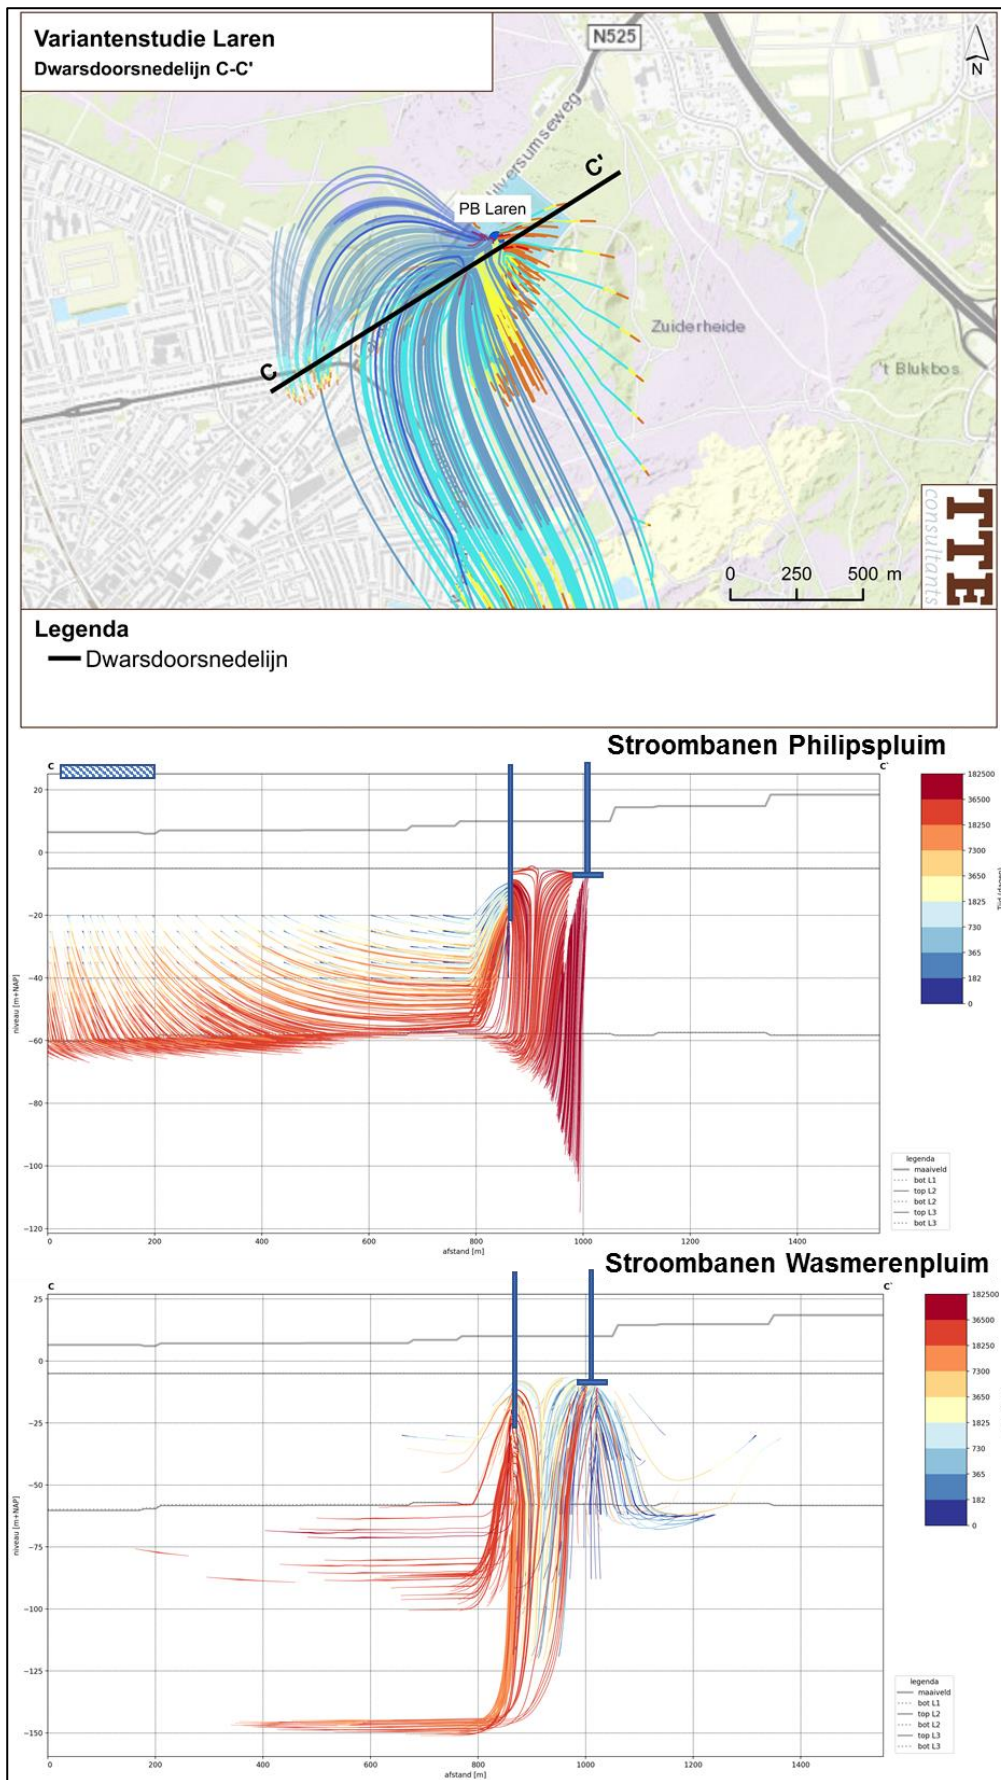 Variantenstudie Laren
Dwarsdoorsnedelijn C-C'
N525
N
C'
PB Laren
Zuiderheide
't Blukbos
C
0 250 500 m
TTE
consultants
Legenda
Dwarsdoorsnedelijn
Stroombanen Philipspluim
C
C'
20
0
−20
−40
−60
−80
−100
−120
niveau [m+NAP]
0 200 400 600 800 1000 1200 1400
afstand [m]
182500
36500
18250
7300
3650
1825
730
365
182
0
Tijd (dagen)
legenda
maaiveld
bot L1
top L2
bot L2
top L3
bot L3
Stroombanen Wasmerenpluim
C
C'
25
0
−25
−50
−75
−100
−125
−150
niveau [m+NAP]
0 200 400 600 800 1000 1200 1400
afstand [m]
182500
36500
18250
7300
3650
1825
730
365
182
0
legenda
maaiveld
bot L1
top L2
bot L2
top L3
bot L3